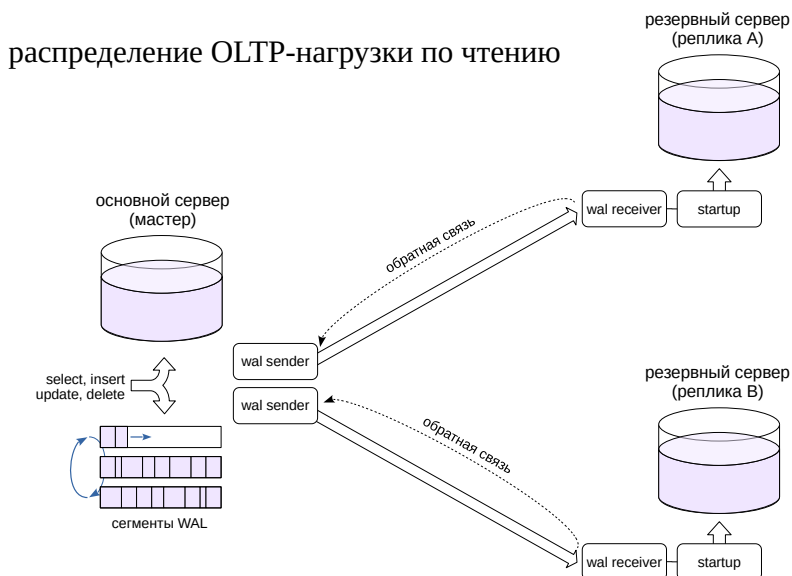 распределение OLTP-нагрузки по чтению
резервный сервер
(реплика A)
wal receiver
startup
основной сервер
(мастер)
обратная связь
wal sender
wal sender
select, insert
update, delete
сегменты WAL
обратная связь
резервный сервер
(реплика B)
wal receiver
startup